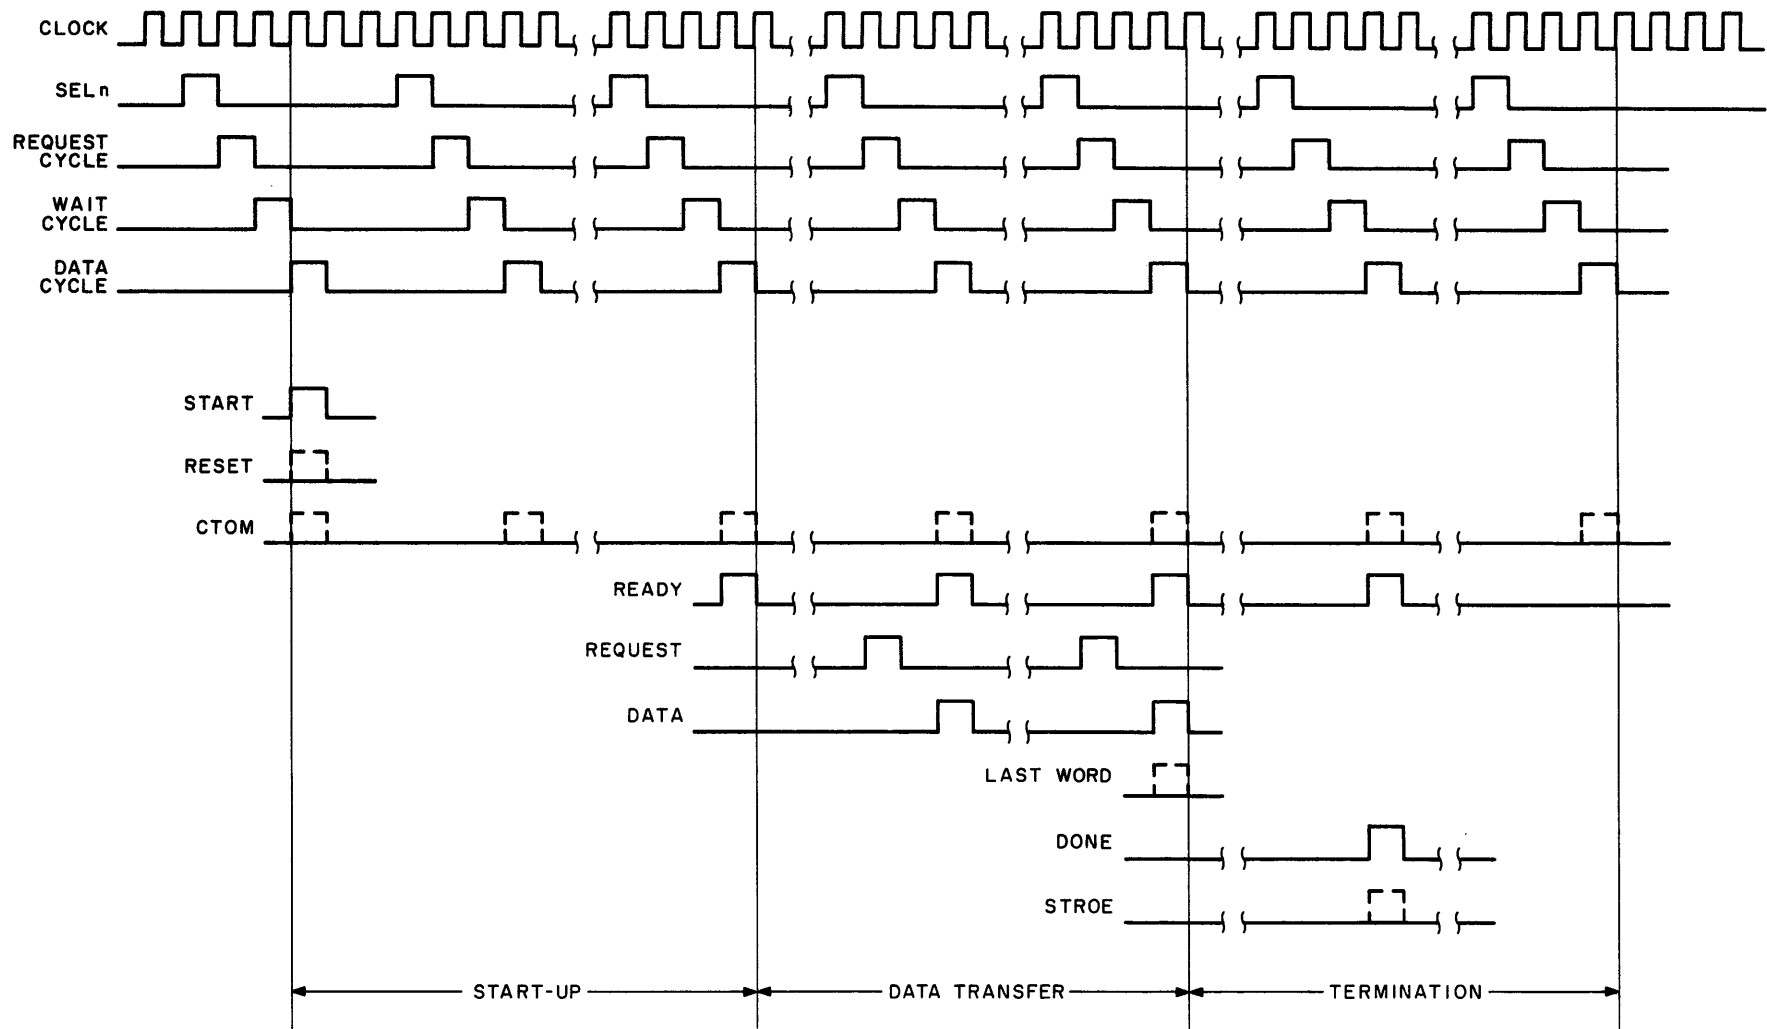 CLOCK
SELn
REQUEST
CYCLE
WAIT
CYCLE
DATA
CYCLE
START
RESET
CTOM
READY
REQUEST
DATA
LAST WORD
DONE
STROE
START-UP
DATA TRANSFER
TERMINATION